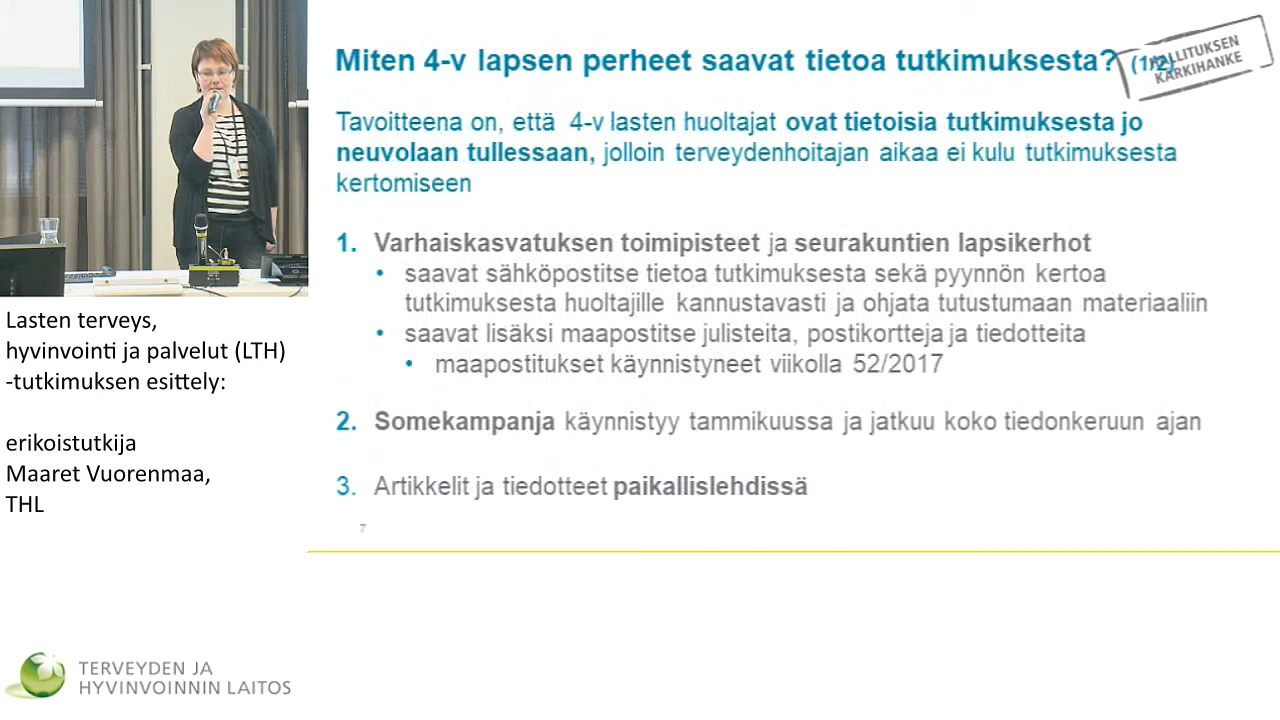 Miten 4-v lapsen perheet saavat tietoa tutkimuksesta? (1/2)
HALLITUKSEN
KÄRKIHANKE
Tavoitteena on, että 4-v lasten huoltajat ovat tietoisia tutkimuksesta jo
neuvolaan tullessaan, jolloin terveydenhoitajan aikaa ei kulu tutkimuksesta
kertomiseen
1. Varhaiskasvatuksen toimipisteet ja seurakuntien lapsikerhot
• saavat sähköpostitse tietoa tutkimuksesta sekä pyynnön kertoa
tutkimuksesta huoltajille kannustavasti ja ohjata tutustumaan materiaaliin
• saavat lisäksi maapostitse julisteita, postikortteja ja tiedotteita
• maapostitukset käynnistyneet viikolla 52/2017
2. Somekampanja käynnistyy tammikuussa ja jatkuu koko tiedonkeruun ajan
3. Artikkelit ja tiedotteet paikallislehdissä
7
Lasten terveys,
hyvinvointi ja palvelut (LTH)
-tutkimuksen esittely:
erikoistutkija
Maaret Vuorenmaa,
THL
TERVEYDEN JA
HYVINVOINNIN LAITOS